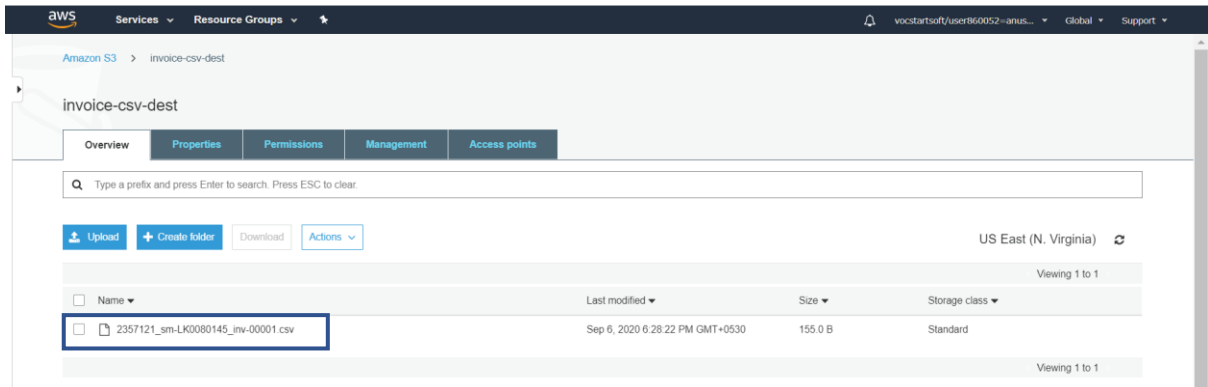 aws Services Resource Groups vocstartsoft/user860052=anus... Global Support
Amazon S3 > invoice-csv-dest
invoice-csv-dest
Overview Properties Permissions Management Access points
Type a prefix and press Enter to search. Press ESC to clear.
Upload + Create folder Download Actions US East (N. Virginia)
Viewing 1 to 1
Name Last modified Size Storage class
2357121_sm-LK0080145_inv-00001.csv Sep 6, 2020 6:28:22 PM GMT+0530 155.0 B Standard
Viewing 1 to 1